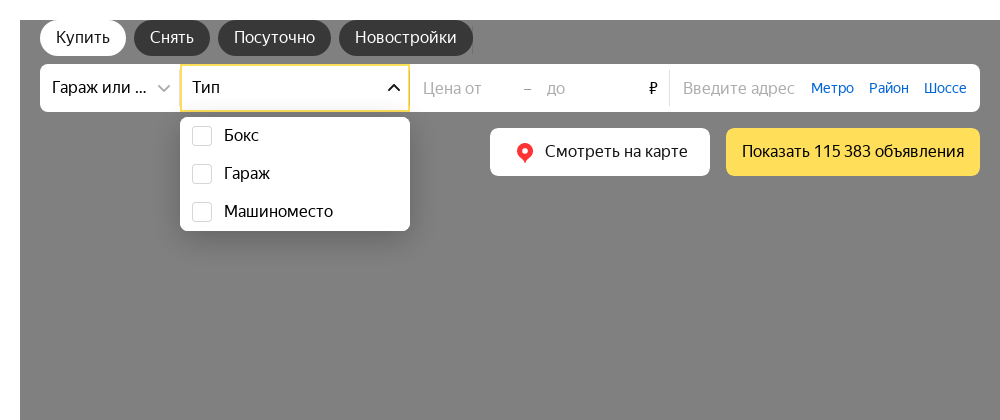 Купить Снять Посуточно Новостройки
Гараж или ... Тип Цена от – до ₽ Введите адрес Метро Район Шоссе
Бокс
Смотреть на карте Показать 115 383 объявления
Гараж
Машиноместо